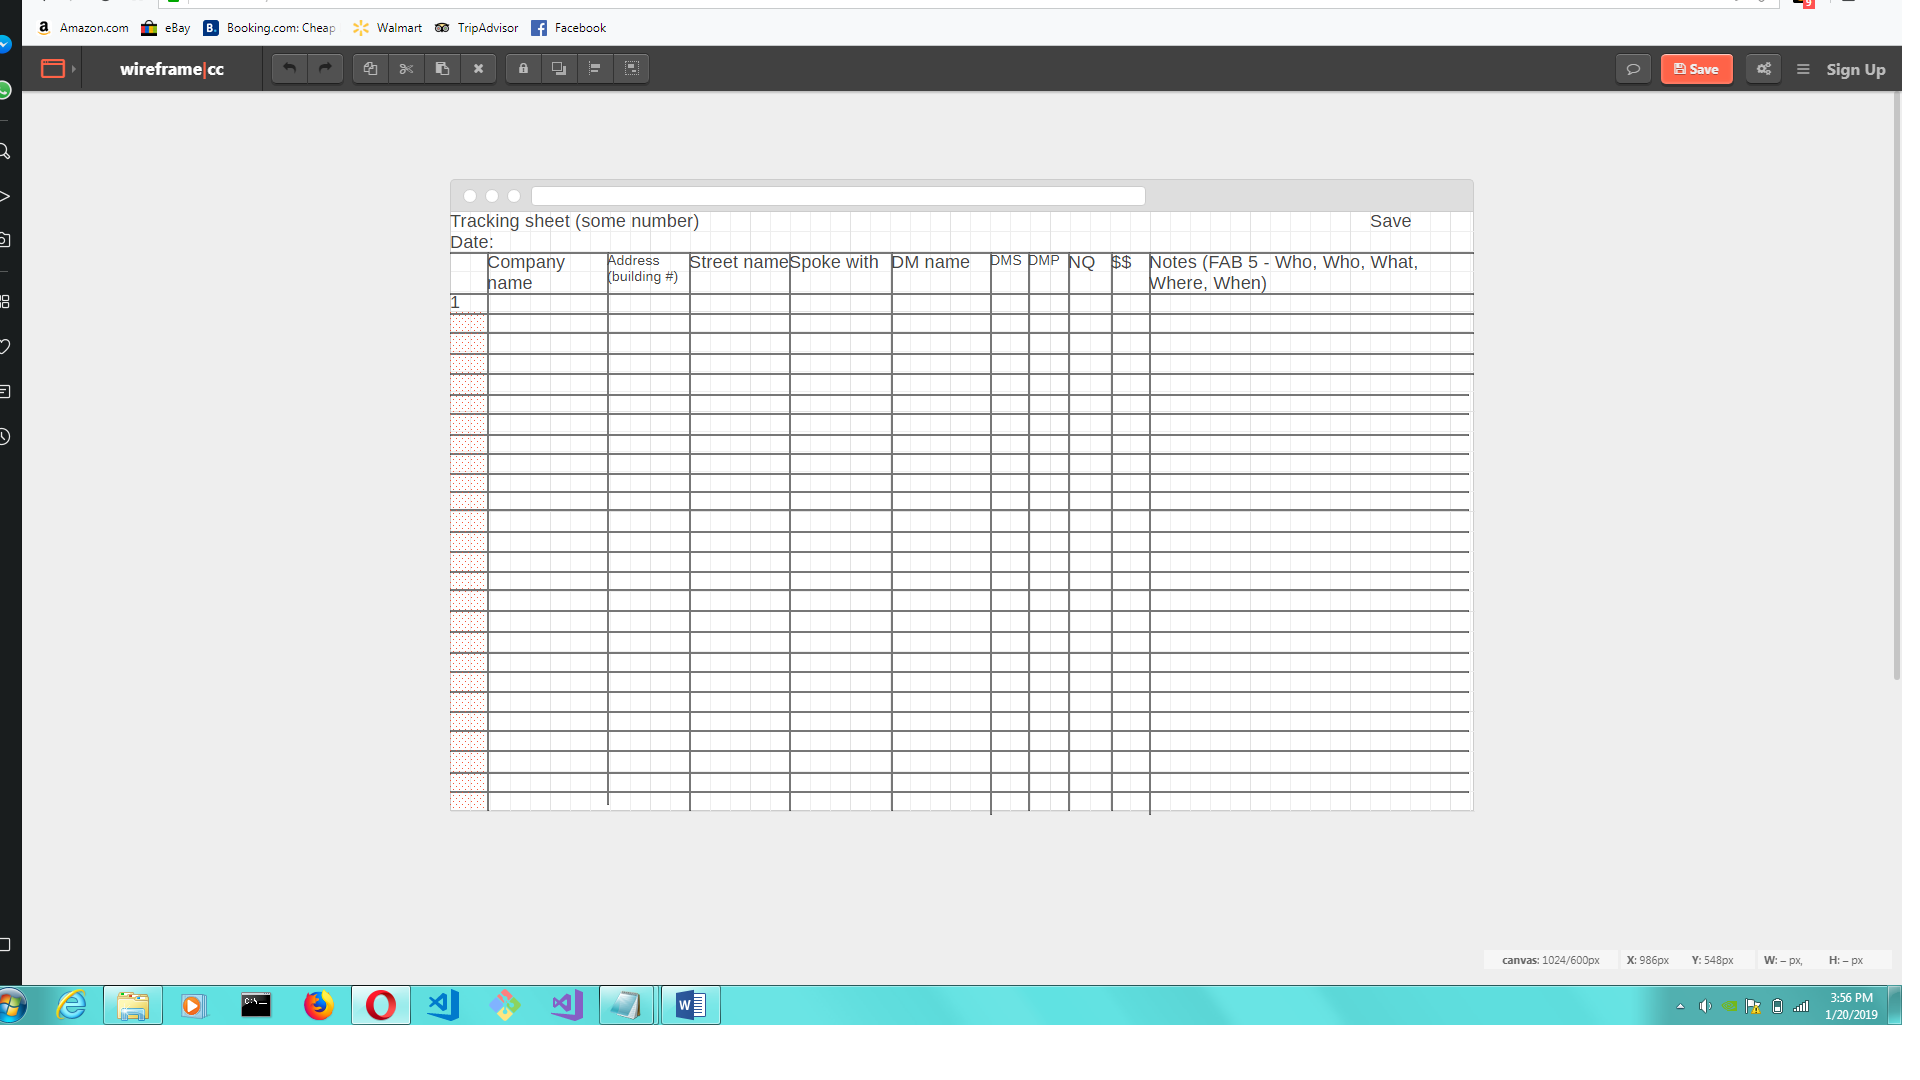 9
Amazon.com eBay Booking.com: Cheap Walmart TripAdvisor Facebook
wireframe|cc Save Sign Up
Tracking sheet (some number) Save
Date:
Company name Address (building #) Street name Spoke with DM name DMS DMP NQ $$ Notes (FAB 5 - Who, Who, What, Where, When)
1
canvas: 1024/600px X: 986px Y: 548px W: – px, H: – px
3:56 PM
1/20/2019